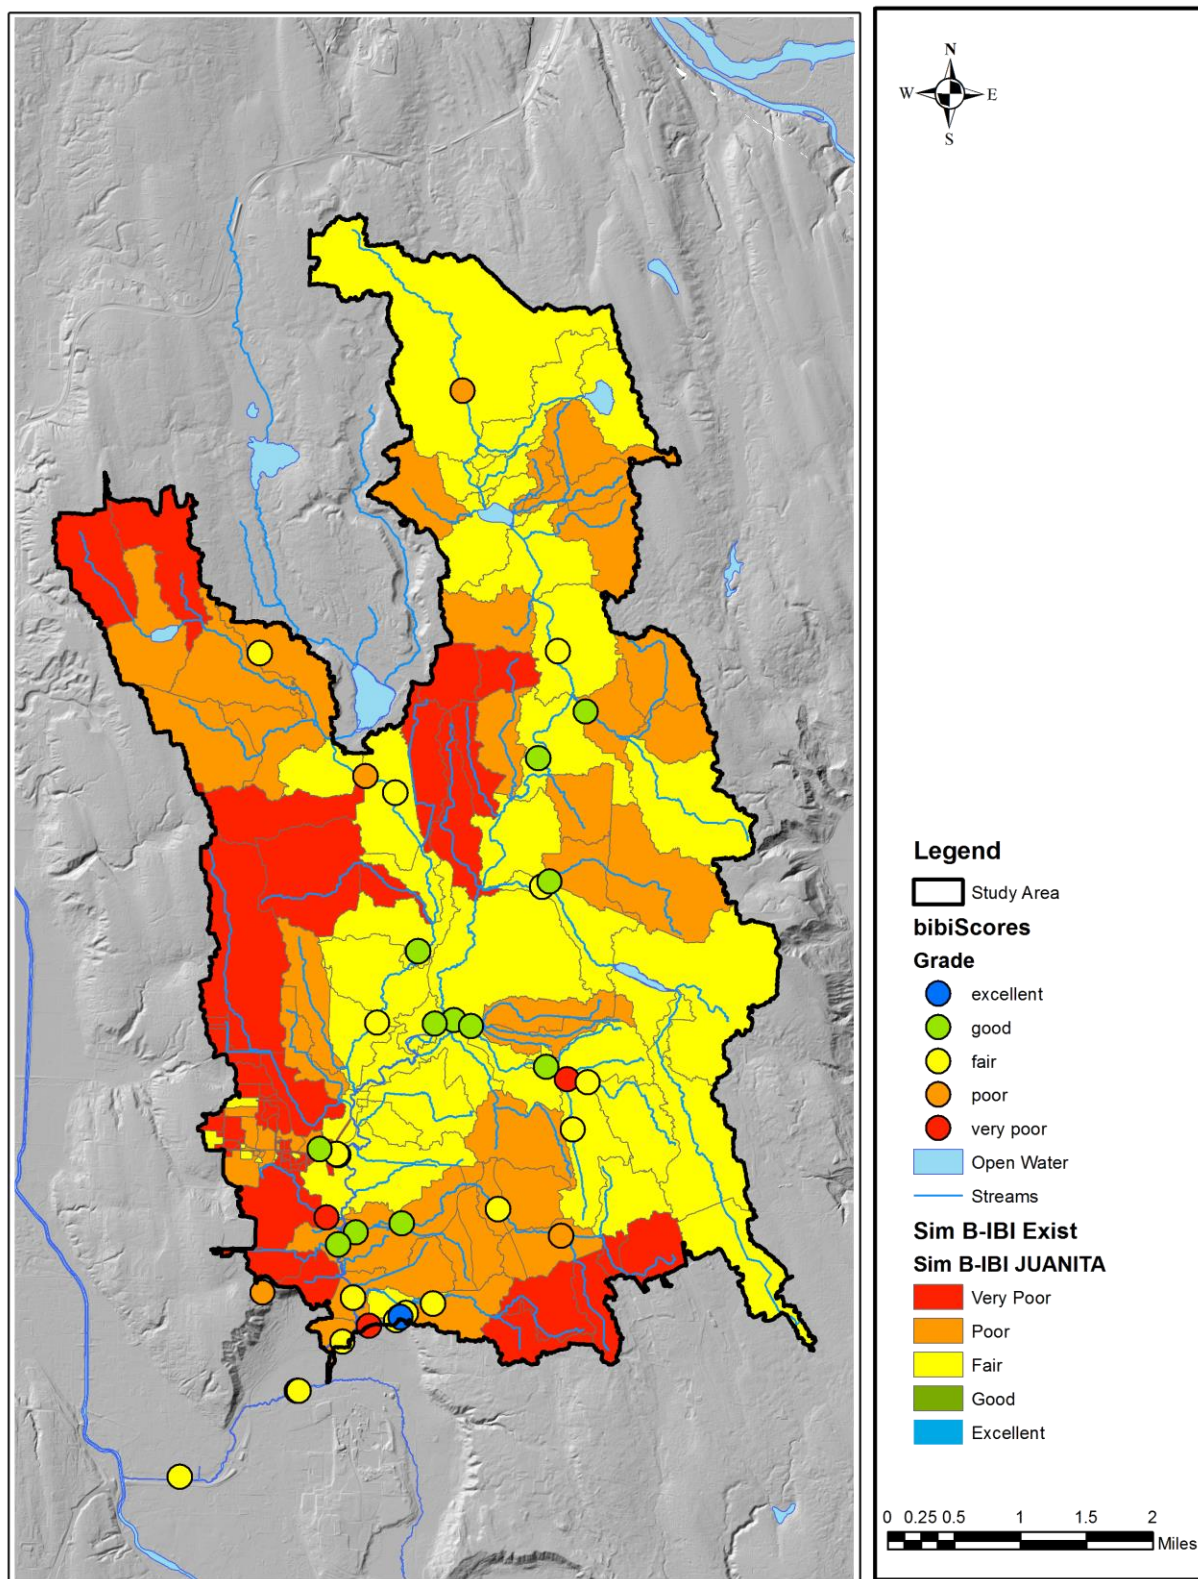 N
W E
S
Legend
Study Area
bibiScores
Grade
excellent
good
fair
poor
very poor
Open Water
Streams
Sim B-IBI Exist
Sim B-IBI JUANITA
Very Poor
Poor
Fair
Good
Excellent
0 0.25 0.5 1 1.5 2
Miles